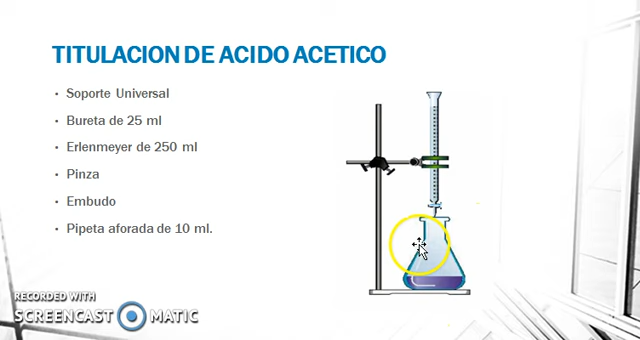 TITULACION DE ACIDO ACETICO
• Soporte Universal
• Bureta de 25 ml
• Erlenmeyer de 250 ml
• Pinza
• Embudo
• Pipeta aforada de 10 ml.
RECORDED WITH
SCREENCAST MATIC